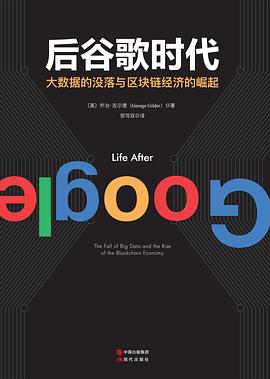 后谷歌时代
大数据的没落与区块链经济的崛起
〔美〕乔治·吉尔德（George Gilder）◎著
邹笃双◎译
Life After
Google
The Fall of Big Data and the Rise
of the Blockchain Economy
中国出版集团
现代出版社